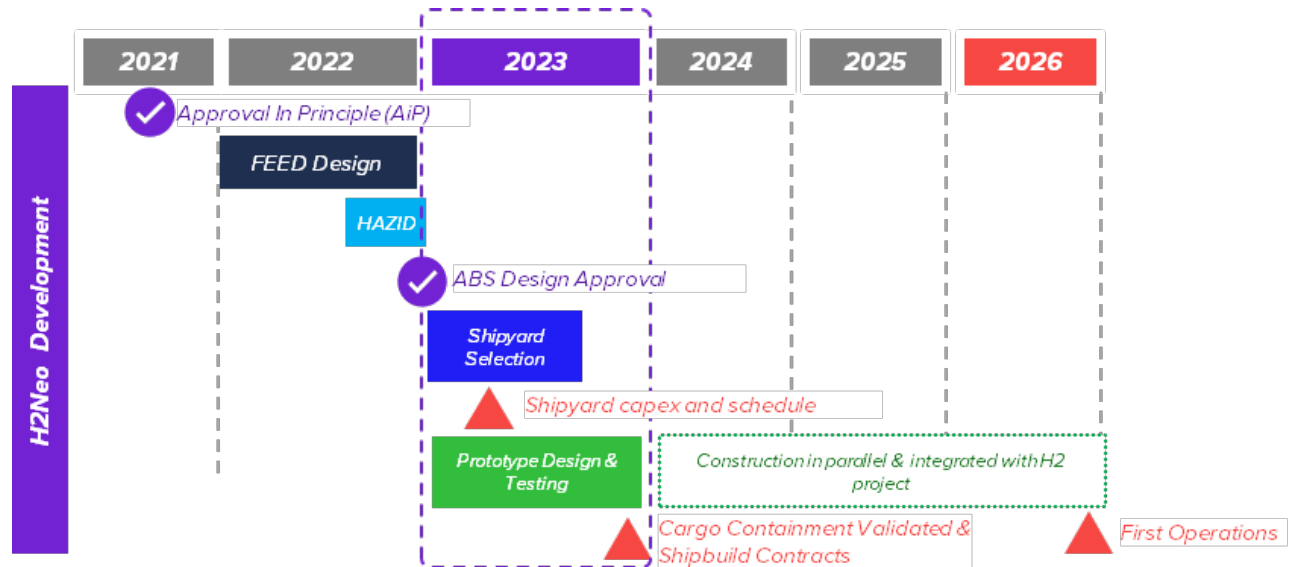 2021
2022
2023
2024
2025
2026
H2Neo Development
Approval In Principle (AiP)
FEED Design
HAZID
ABS Design Approval
Shipyard
Selection
Shipyard capex and schedule
Prototype Design &
Testing
Construction in parallel & integrated with H2
project
Cargo Containment Validated &
Shipbuild Contracts
First Operations